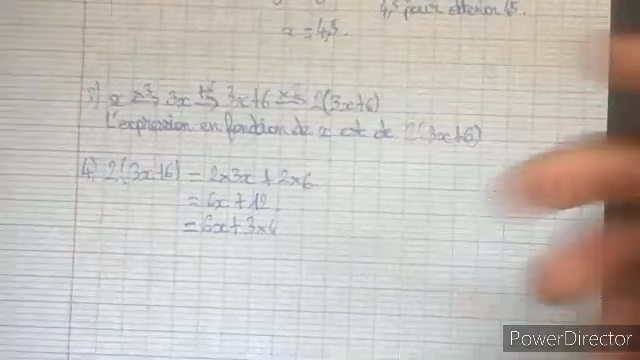 4,5 pour obtenir 15.
x = 4,5.
3) x ×3→ 3x +6→ 3x+6 ×2→ 2(3x+6)
L'expression en fonction de x est de 2(3x+6)
4) 2(3x+6) = 2×3x + 2×6
= 6x + 12
= 6x + 3×4
PowerDirector